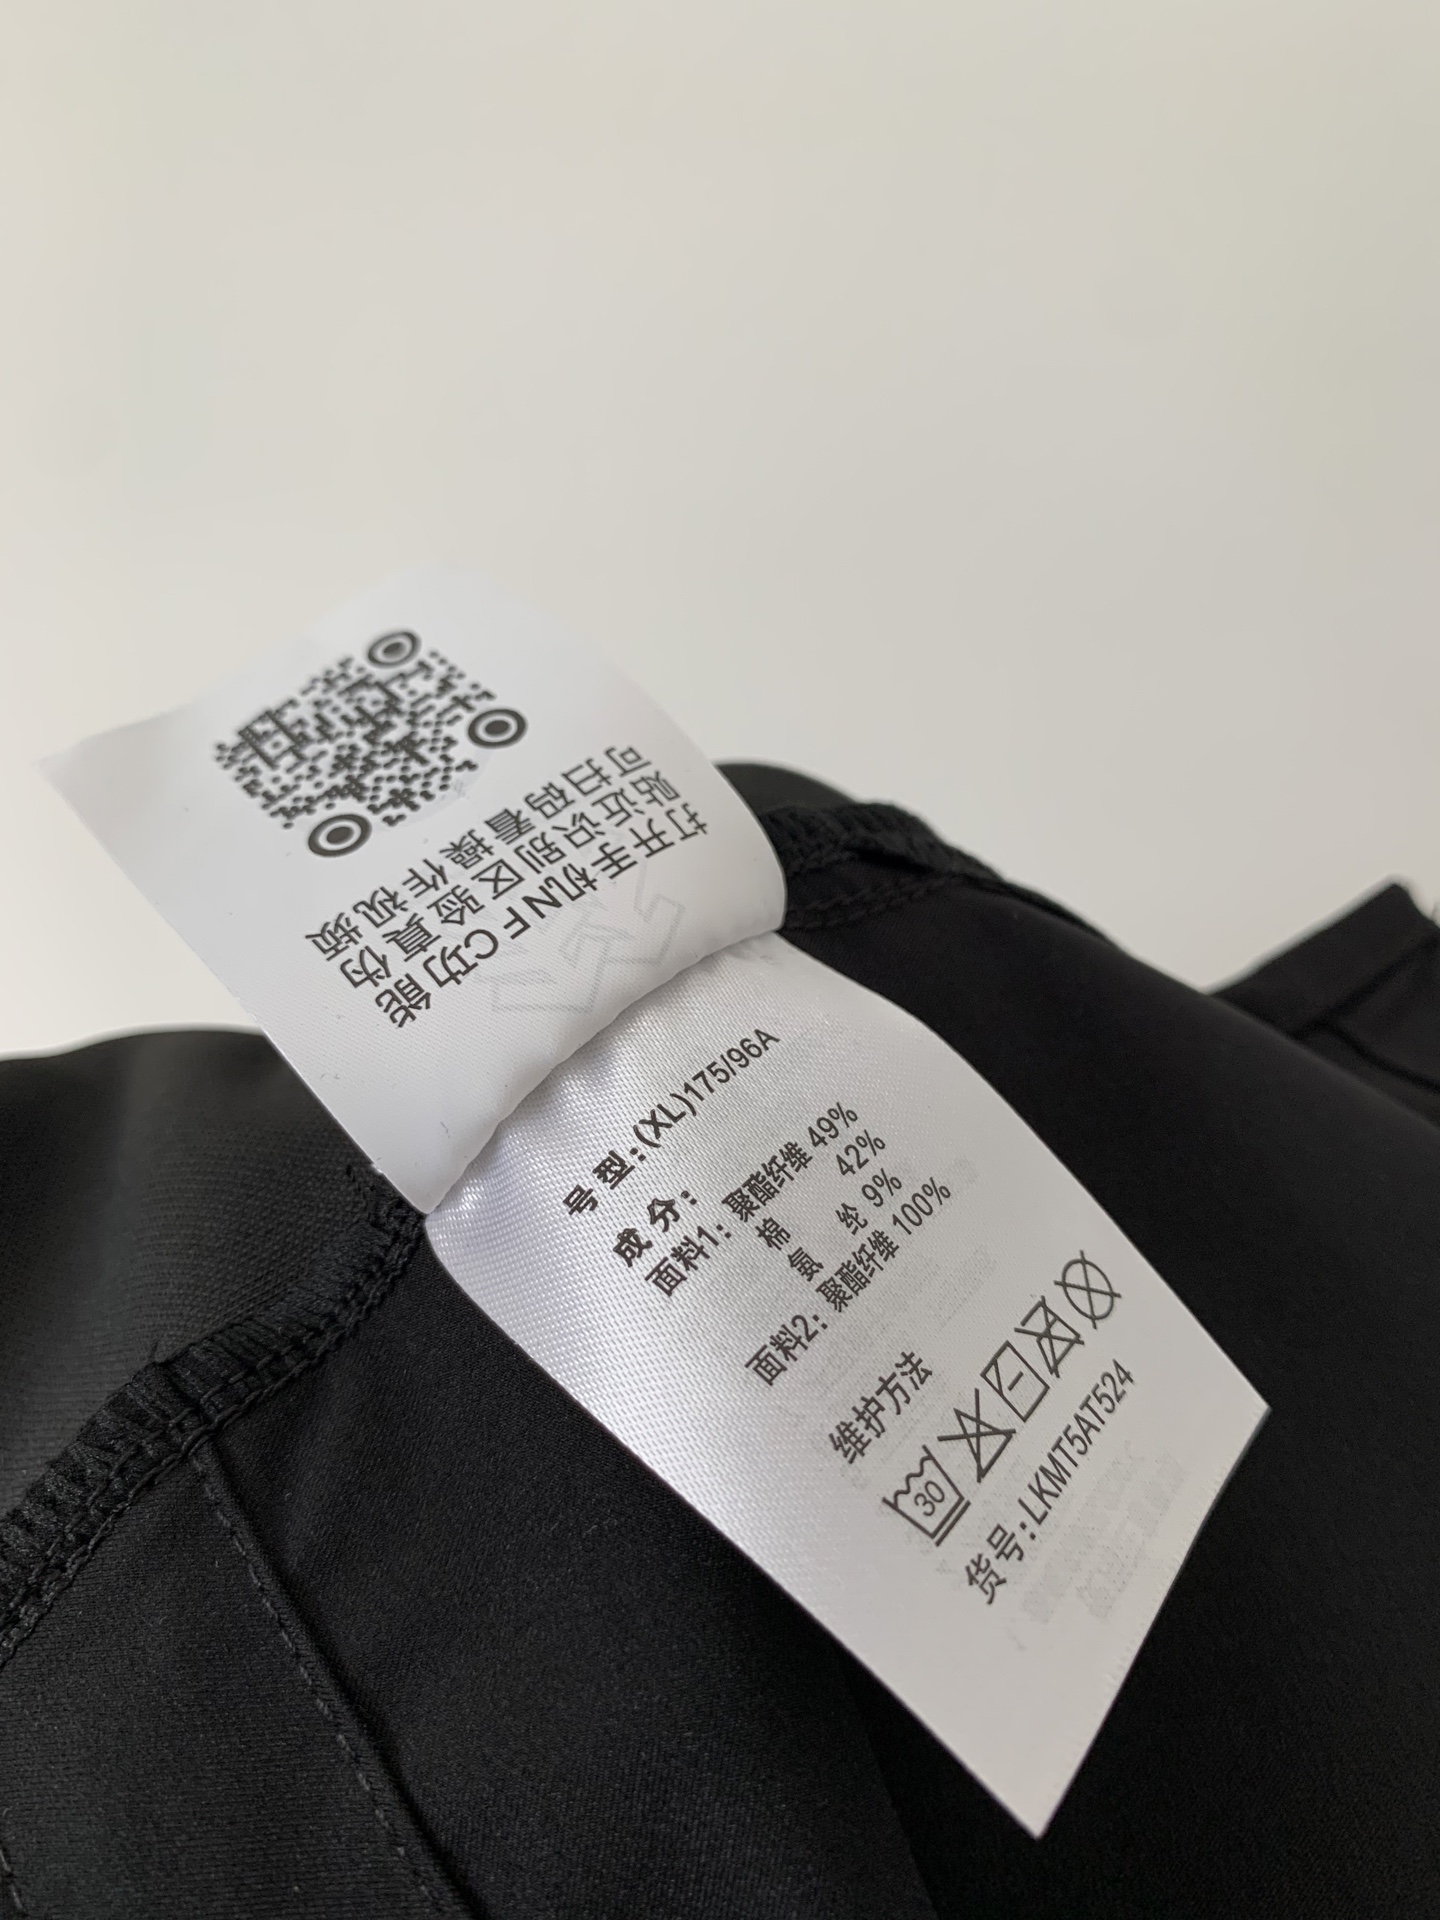 打开手机NFC功能
贴近识别区验真伪
可扫码看操作视频
号型:(XL)175/96A
成分:
面料1: 聚酯纤维 49%
棉 42%
氨纶 9%
面料2: 聚酯纤维 100%
维护方法
30
货号:LKMT5AT524